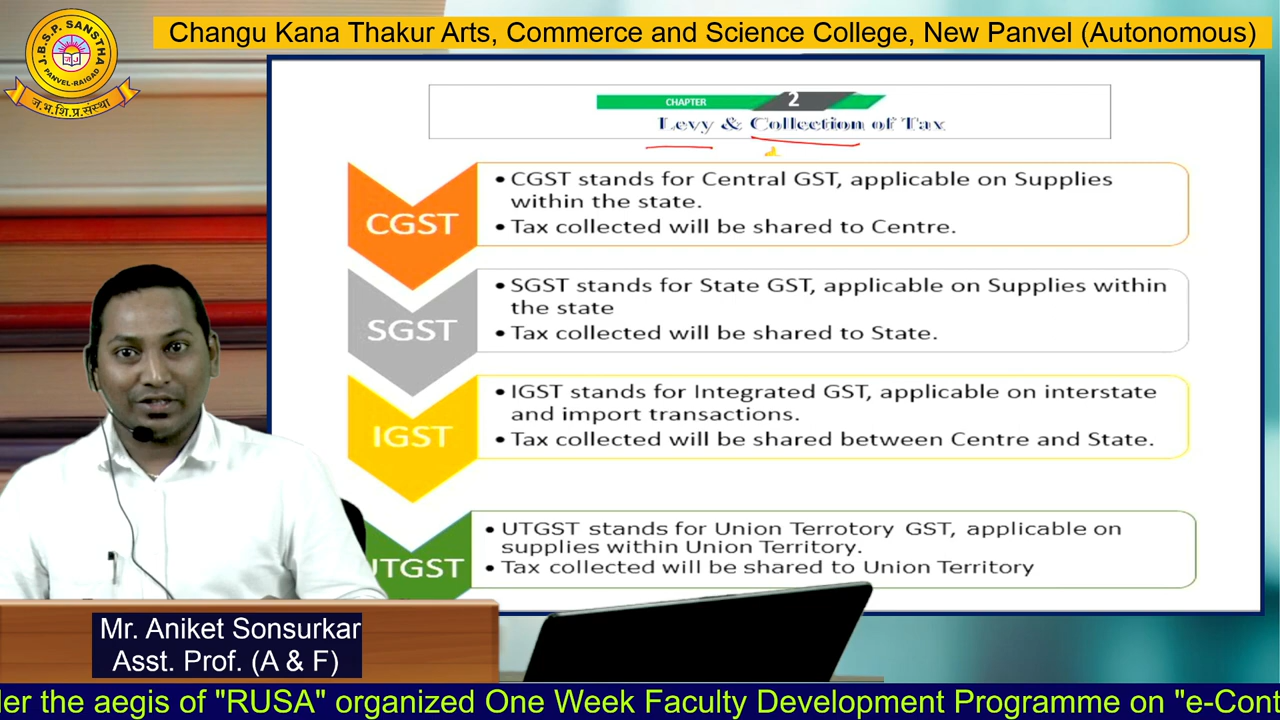 J.B.S.P. SANSTHA
PANVEL-RAIGAD
ज.भ.शि.प्र.संस्था
Changu Kana Thakur Arts, Commerce and Science College, New Panvel (Autonomous)
CHAPTER 2
Levy & Collection of Tax
CGST
• CGST stands for Central GST, applicable on Supplies
within the state.
• Tax collected will be shared to Centre.
SGST
• SGST stands for State GST, applicable on Supplies within
the state
• Tax collected will be shared to State.
IGST
• IGST stands for Integrated GST, applicable on interstate
and import transactions.
• Tax collected will be shared between Centre and State.
UTGST
• UTGST stands for Union Terrotory GST, applicable on
supplies within Union Territory.
• Tax collected will be shared to Union Territory
Mr. Aniket Sonsurkar
Asst. Prof. (A & F)
der the aegis of "RUSA" organized One Week Faculty Development Programme on "e-Cont